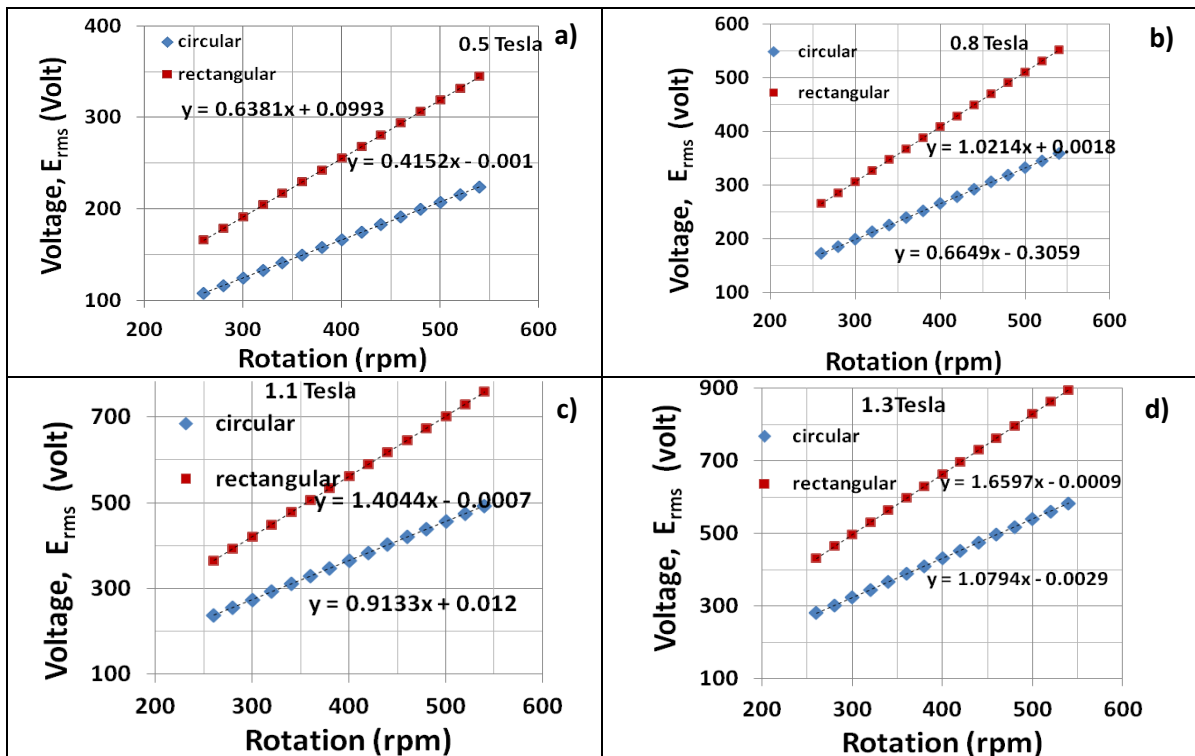 400
300
200
100
200 300 400 500 600
Voltage, E_rms (Volt)
Rotation (rpm)
circular
rectangular
0.5 Tesla
a)
y = 0.6381x + 0.0993
y = 0.4152x - 0.001
600
500
400
300
200
100
200 300 400 500 600
Voltage, E_rms (volt)
Rotation (rpm)
circular
rectangular
0.8 Tesla
b)
y = 1.0214x + 0.0018
y = 0.6649x - 0.3059
1.1 Tesla
c)
700
500
300
100
200 300 400 500 600
Voltage, E_rms (volt)
Rotation (rpm)
circular
rectangular
y = 1.4044x - 0.0007
y = 0.9133x + 0.012
900
700
500
300
100
200 300 400 500 600
Voltage, E_rms (volt)
Rotation (rpm)
1.3Tesla
d)
circular
rectangular
y = 1.6597x - 0.0009
y = 1.0794x - 0.0029